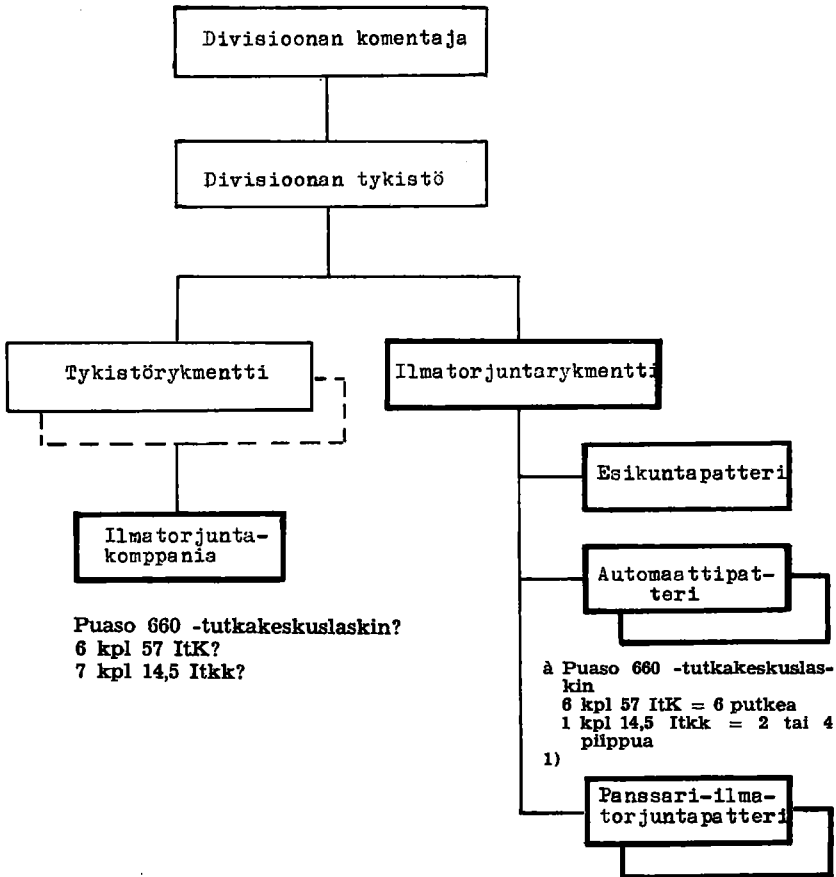 Divisioonan komentaja
Divisioonan tykistö
Tykistörykmentti
Ilmatorjuntarykmentti
Esikuntapatteri
Ilmatorjunta-
komppania
Automaattipat-
teri
Puaso 660 -tutkakeskuslaskin?
6 kpl 57 ItK?
7 kpl 14,5 Itkk?
à Puaso 660 -tutkakeskuslas-
kin
6 kpl 57 ItK = 6 putkea
1 kpl 14,5 Itkk = 2 tai 4
piippua
1)
Panssari-ilma-
torjuntapatteri